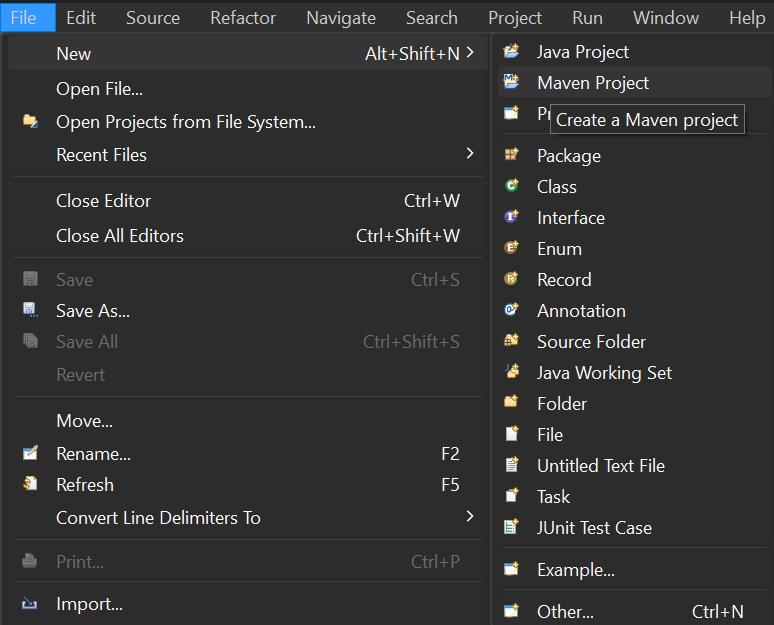 File Edit Source Refactor Navigate Search Project Run Window Help
New Alt+Shift+N
Open File...
Open Projects from File System...
Recent Files
Close Editor Ctrl+W
Close All Editors Ctrl+Shift+W
Save Ctrl+S
Save As...
Save All Ctrl+Shift+S
Revert
Move...
Rename... F2
Refresh F5
Convert Line Delimiters To
Print... Ctrl+P
Import...
Java Project
Maven Project
Create a Maven project
Package
Class
Interface
Enum
Record
Annotation
Source Folder
Java Working Set
Folder
File
Untitled Text File
Task
JUnit Test Case
Example...
Other... Ctrl+N